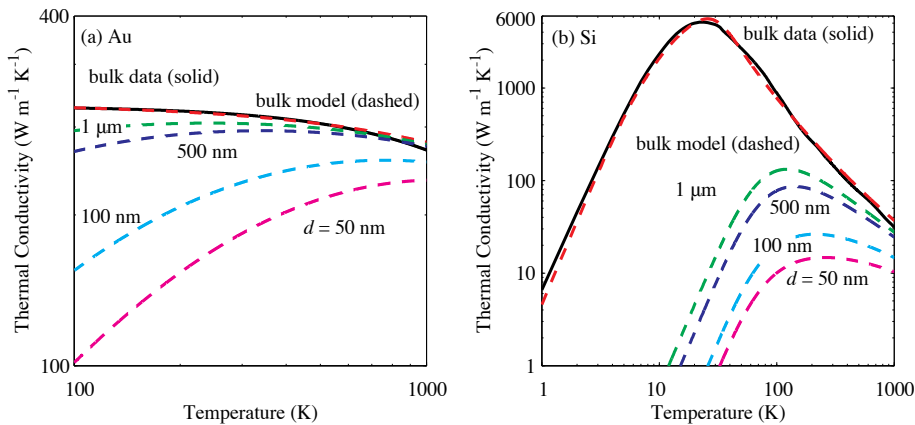 400
(a) Au
bulk data (solid)
bulk model (dashed)
1 μm
500 nm
100 nm
d = 50 nm
100
100
1000
Temperature (K)
Thermal Conductivity (W m⁻¹ K⁻¹)
6000
(b) Si
bulk data (solid)
1000
bulk model (dashed)
100
1 μm
500 nm
100 nm
10
d = 50 nm
1
1
10
100
1000
Temperature (K)
Thermal Conductivity (W m⁻¹ K⁻¹)